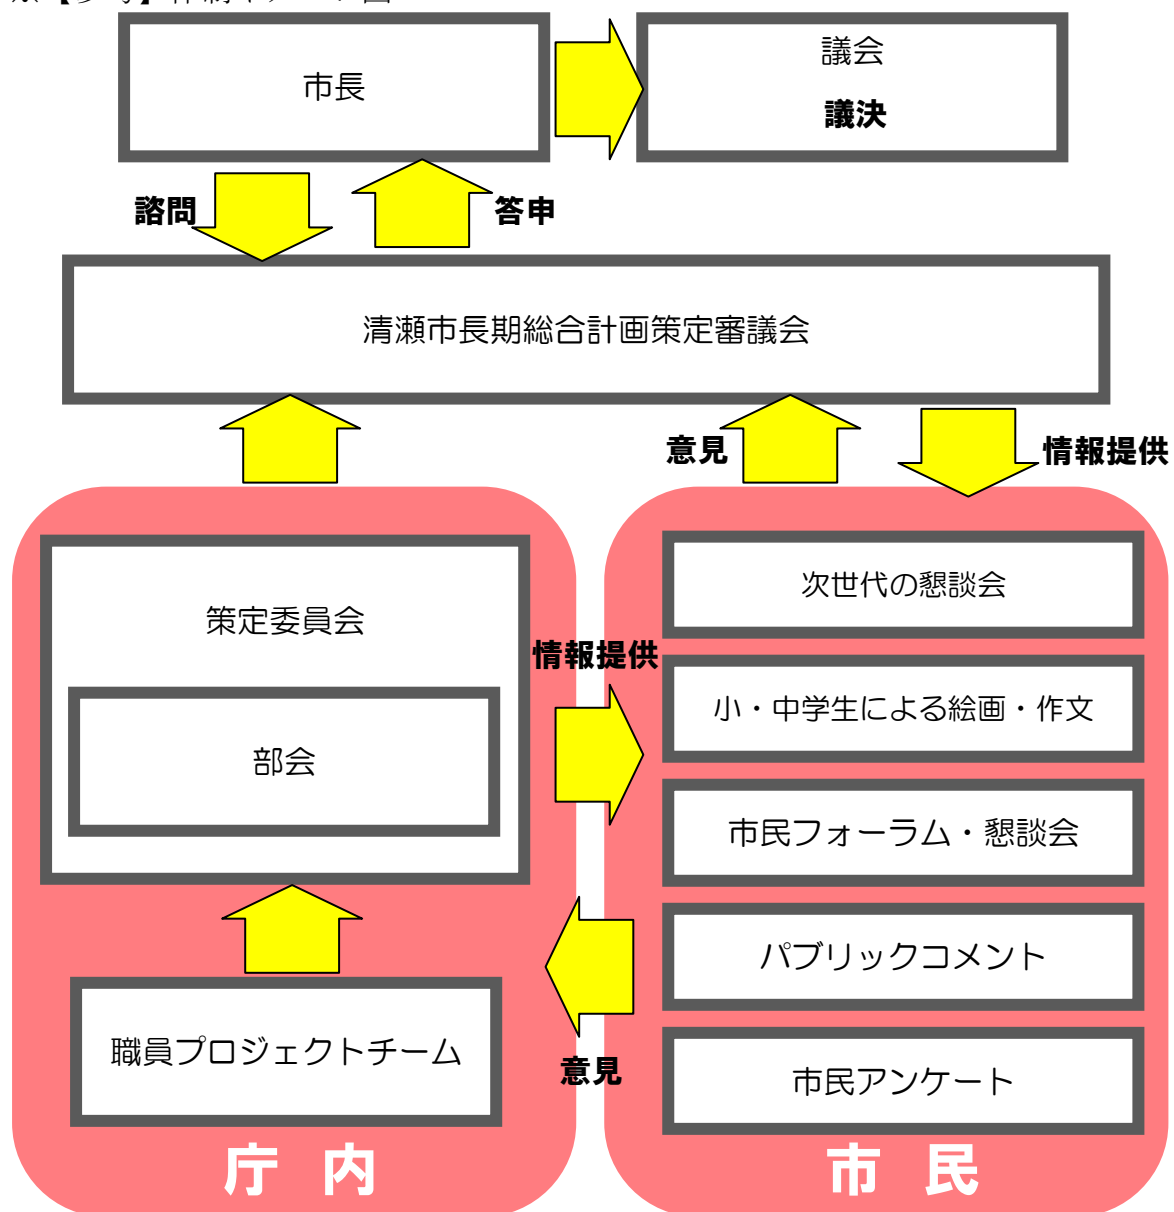 市長
議会
議決
諮問
答申
清瀬市長期総合計画策定審議会
意見
情報提供
策定委員会
部会
職員プロジェクトチーム
庁内
情報提供
意見
次世代の懇談会
小・中学生による絵画・作文
市民フォーラム・懇談会
パブリックコメント
市民アンケート
市民